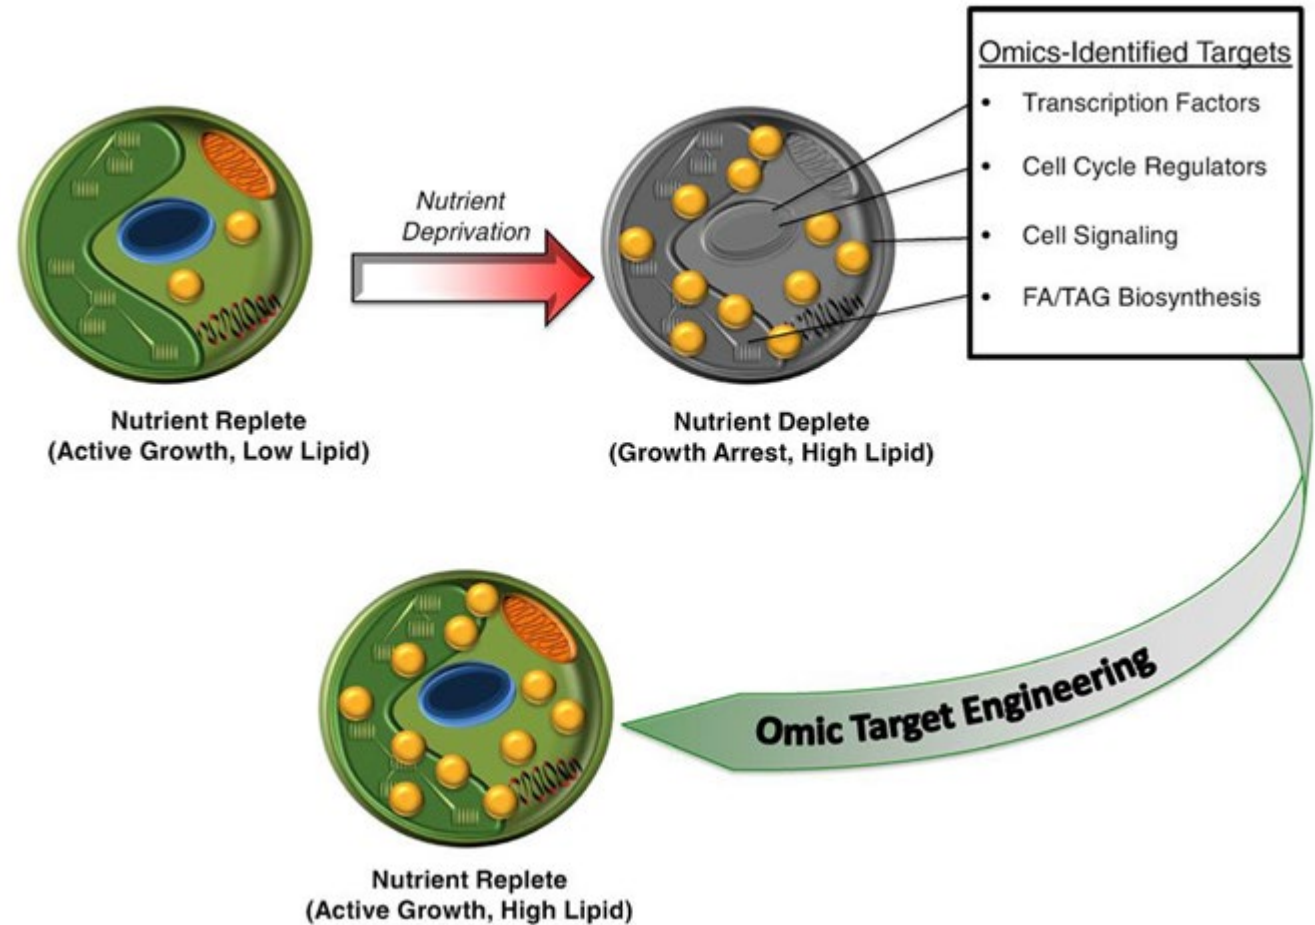 Omics-Identified Targets
• Transcription Factors
• Cell Cycle Regulators
• Cell Signaling
• FA/TAG Biosynthesis
Nutrient
Deprivation
Nutrient Replete
(Active Growth, Low Lipid)
Nutrient Deplete
(Growth Arrest, High Lipid)
Omic Target Engineering
Nutrient Replete
(Active Growth, High Lipid)